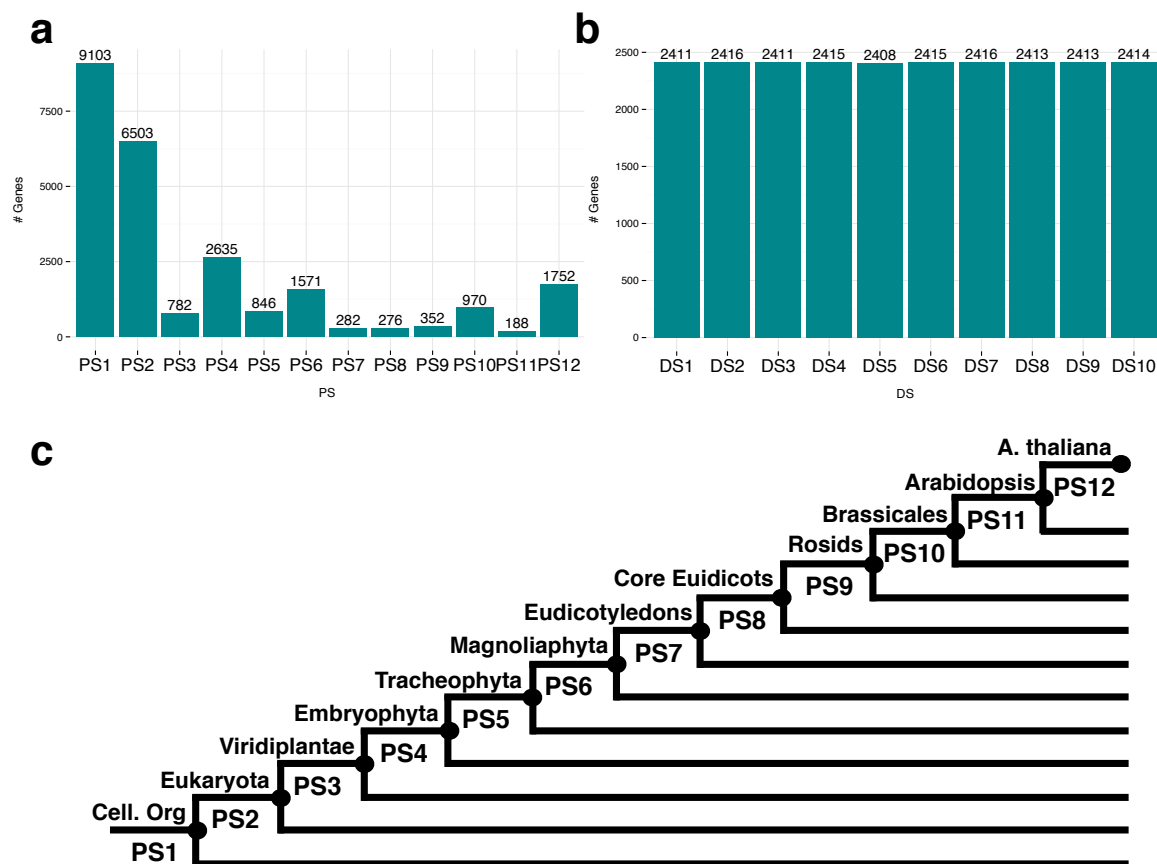 a
9103
6503
782
2635
846
1571
282
276
352
970
188
1752
7500
5000
2500
0
# Genes
PS1 PS2 PS3 PS4 PS5 PS6 PS7 PS8 PS9 PS10 PS11 PS12
PS
b
2411 2416 2411 2415 2408 2415 2416 2413 2413 2414
2500
2000
1500
1000
500
0
# Genes
DS1 DS2 DS3 DS4 DS5 DS6 DS7 DS8 DS9 DS10
DS
c
A. thaliana
PS12
Arabidopsis
PS11
Brassicales
PS10
Rosids
PS9
Core Euidicots
PS8
Eudicotyledons
PS7
Magnoliaphyta
PS6
Tracheophyta
PS5
Embryophyta
PS4
Viridiplantae
PS3
Eukaryota
PS2
Cell. Org
PS1